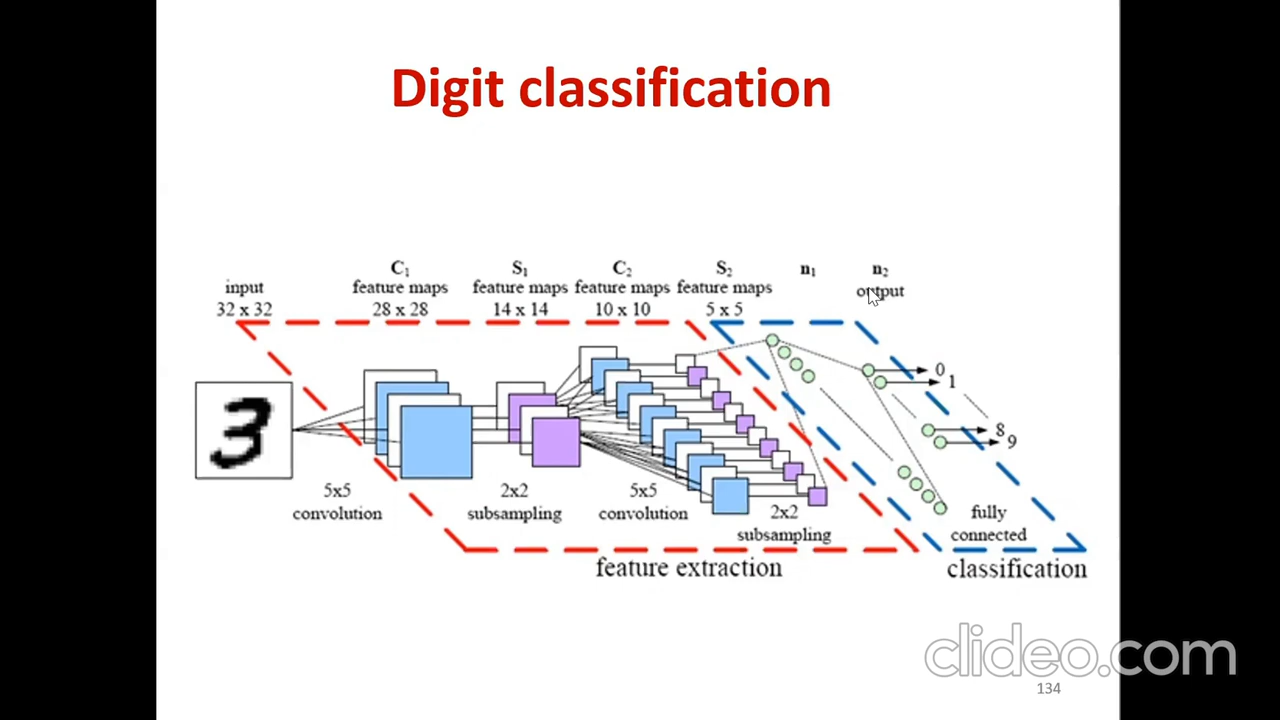 Digit classification
C1 S1 C2 S2 n1 n2
input feature maps feature maps feature maps feature maps output
32 x 32 28 x 28 14 x 14 10 x 10 5 x 5
3
0
1
8
9
5x5 2x2 5x5 2x2 fully
convolution subsampling convolution subsampling connected
feature extraction classification
clideo.com
134